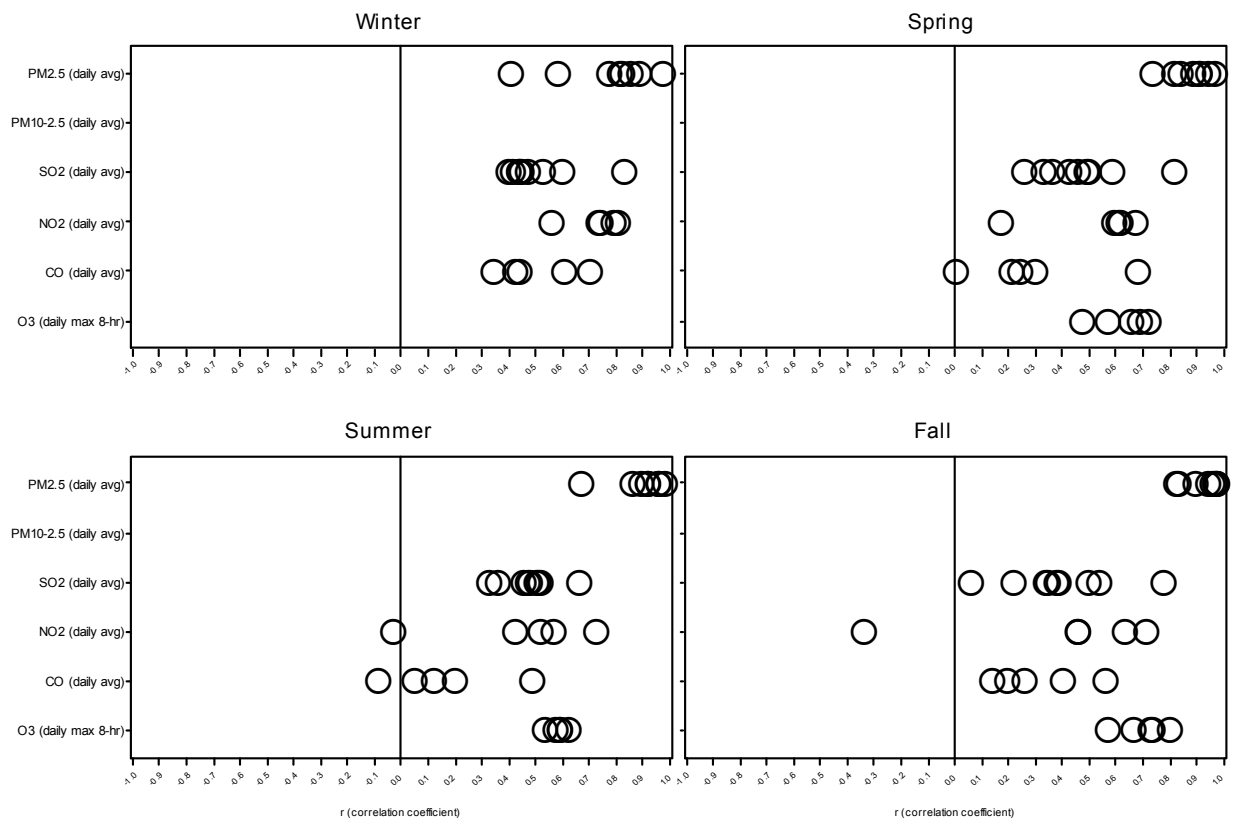 Winter Spring
PM2.5 (daily avg)
PM10-2.5 (daily avg)
SO2 (daily avg)
NO2 (daily avg)
CO (daily avg)
O3 (daily max 8-hr)
-1.0 -0.9 -0.8 -0.7 -0.6 -0.5 -0.4 -0.3 -0.2 -0.1 0.0 0.1 0.2 0.3 0.4 0.5 0.6 0.7 0.8 0.9 1.0 -1.0 -0.9 -0.8 -0.7 -0.6 -0.5 -0.4 -0.3 -0.2 -0.1 0.0 0.1 0.2 0.3 0.4 0.5 0.6 0.7 0.8 0.9 1.0
Summer Fall
PM2.5 (daily avg)
PM10-2.5 (daily avg)
SO2 (daily avg)
NO2 (daily avg)
CO (daily avg)
O3 (daily max 8-hr)
-1.0 -0.9 -0.8 -0.7 -0.6 -0.5 -0.4 -0.3 -0.2 -0.1 0.0 0.1 0.2 0.3 0.4 0.5 0.6 0.7 0.8 0.9 1.0 -1.0 -0.9 -0.8 -0.7 -0.6 -0.5 -0.4 -0.3 -0.2 -0.1 0.0 0.1 0.2 0.3 0.4 0.5 0.6 0.7 0.8 0.9 1.0
r (correlation coefficient) r (correlation coefficient)